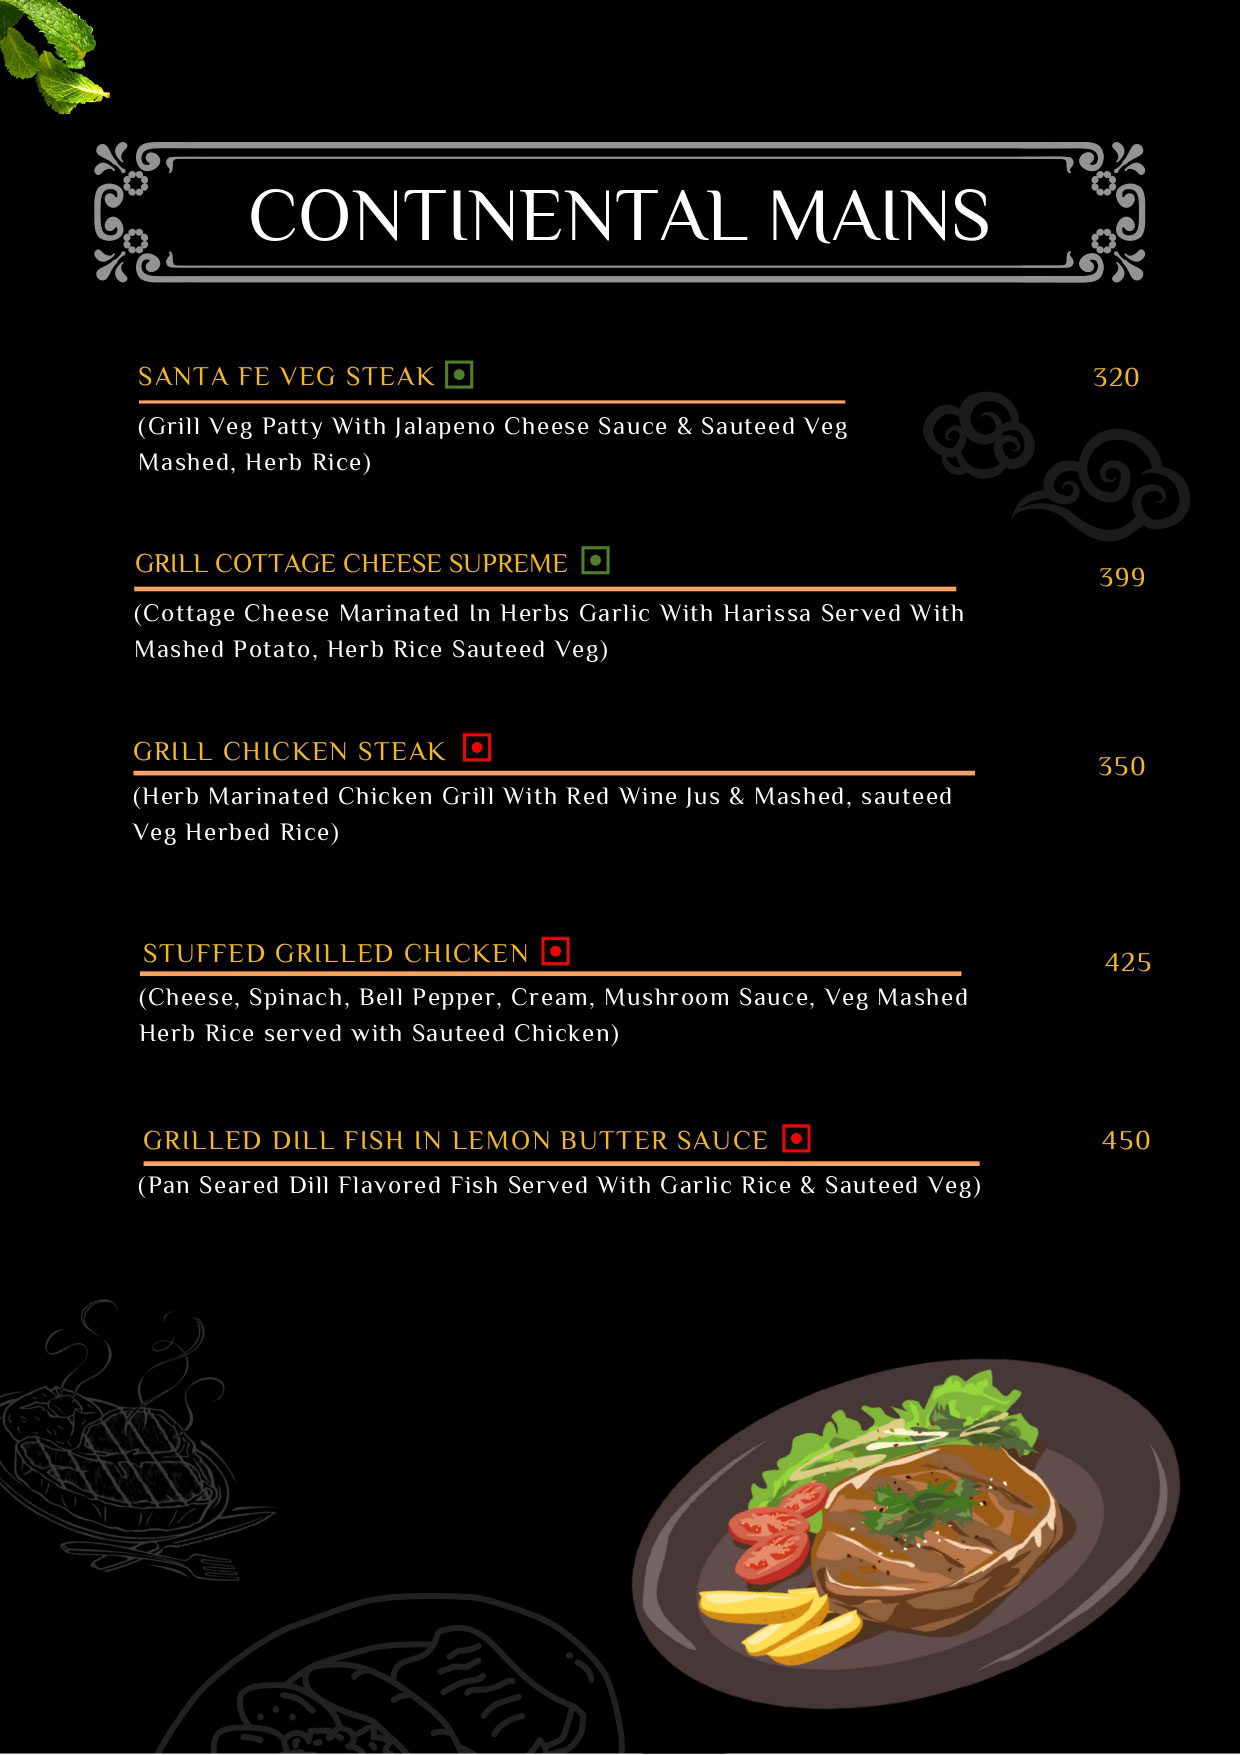 CONTINENTAL MAINS
SANTA FE VEG STEAK 320
(Grill Veg Patty With Jalapeno Cheese Sauce & Sauteed Veg
Mashed, Herb Rice)
GRILL COTTAGE CHEESE SUPREME 399
(Cottage Cheese Marinated In Herbs Garlic With Harissa Served With
Mashed Potato, Herb Rice Sauteed Veg)
GRILL CHICKEN STEAK 350
(Herb Marinated Chicken Grill With Red Wine Jus & Mashed, sauteed
Veg Herbed Rice)
STUFFED GRILLED CHICKEN 425
(Cheese, Spinach, Bell Pepper, Cream, Mushroom Sauce, Veg Mashed
Herb Rice served with Sauteed Chicken)
GRILLED DILL FISH IN LEMON BUTTER SAUCE 450
(Pan Seared Dill Flavored Fish Served With Garlic Rice & Sauteed Veg)